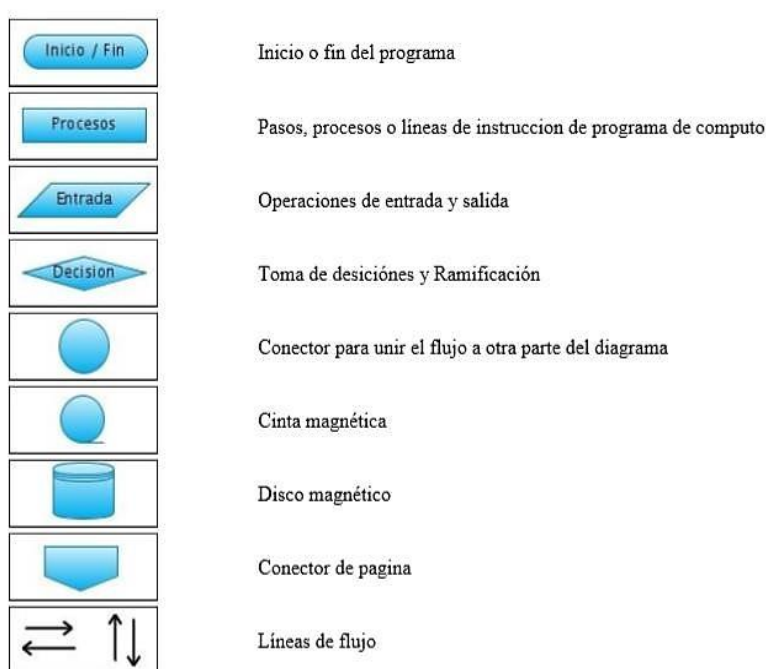 Inicio / Fin
Inicio o fin del programa
Procesos
Pasos, procesos o líneas de instruccion de programa de computo
Entrada
Operaciones de entrada y salida
Decision
Toma de desiciónes y Ramificación
Conector para unir el flujo a otra parte del diagrama
Cinta magnética
Disco magnético
Conector de pagina
Líneas de flujo